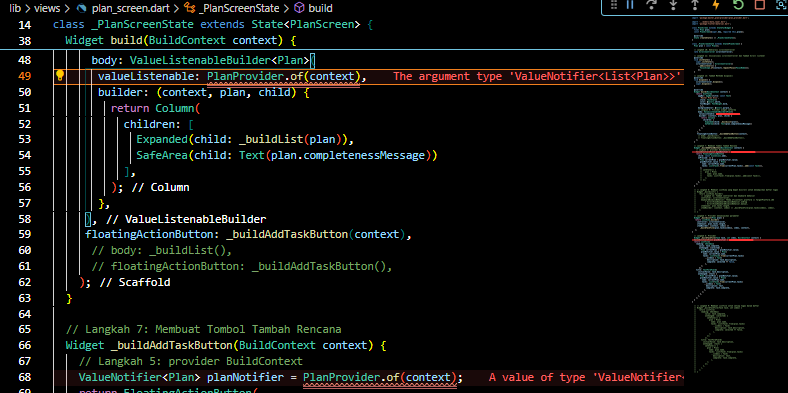 lib > views > plan_screen.dart > _PlanScreenState > build
14 class _PlanScreenState extends State<PlanScreen> {
38 Widget build(BuildContext context) {
48 body: ValueListenableBuilder<Plan>(
49 valueListenable: PlanProvider.of(context), The argument type 'ValueNotifier<List<Plan>>'
50 builder: (context, plan, child) {
51 return Column(
52 children: [
53 Expanded(child: _buildList(plan)),
54 SafeArea(child: Text(plan.completenessMessage))
55 ],
56 ); // Column
57 },
58 ), // ValueListenableBuilder
59 floatingActionButton: _buildAddTaskButton(context),
60 // body: _buildList(),
61 // floatingActionButton: _buildAddTaskButton(),
62 ); // Scaffold
63 }
64
65 // Langkah 7: Membuat Tombol Tambah Rencana
66 Widget _buildAddTaskButton(BuildContext context) {
67 // Langkah 5: provider BuildContext
68 ValueNotifier<Plan> planNotifier = PlanProvider.of(context); A value of type 'ValueNotifier
return FloatingActionButton(